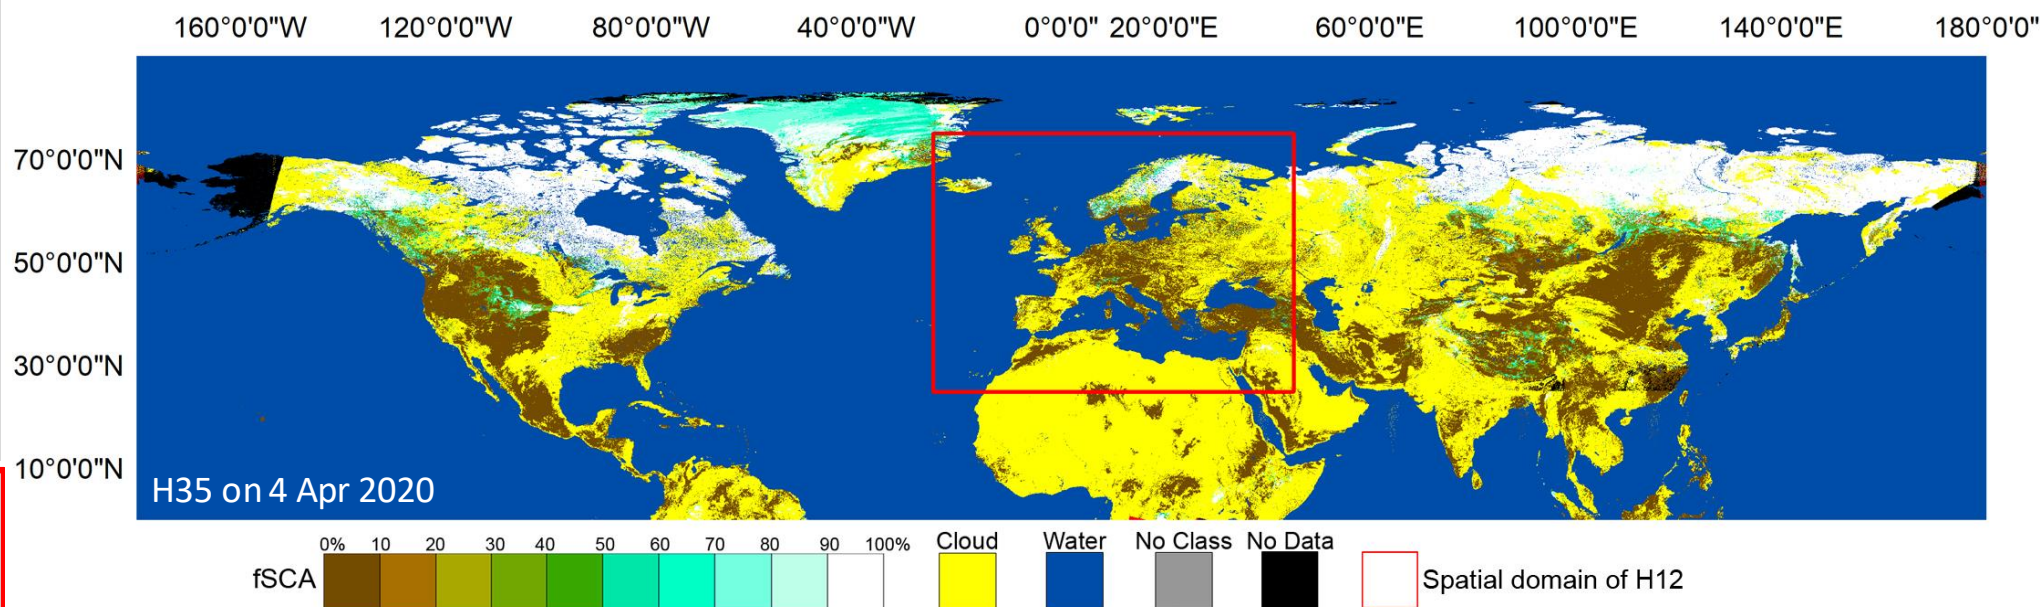 160°0'0"W 120°0'0"W 80°0'0"W 40°0'0"W 0°0'0" 20°0'0"E 60°0'0"E 100°0'0"E 140°0'0"E 180°0'0"
70°0'0"N
50°0'0"N
30°0'0"N
10°0'0"N
H35 on 4 Apr 2020
0% 10 20 30 40 50 60 70 80 90 100% Cloud Water No Class No Data
fSCA Spatial domain of H12